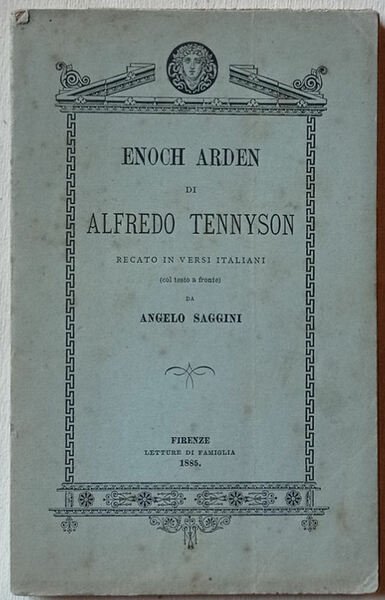 ENOCH ARDEN
DI
ALFREDO TENNYSON
RECATO IN VERSI ITALIANI
(col testo a fronte)
DA
ANGELO SAGGINI
FIRENZE
LETTURE DI FAMIGLIA
1885.